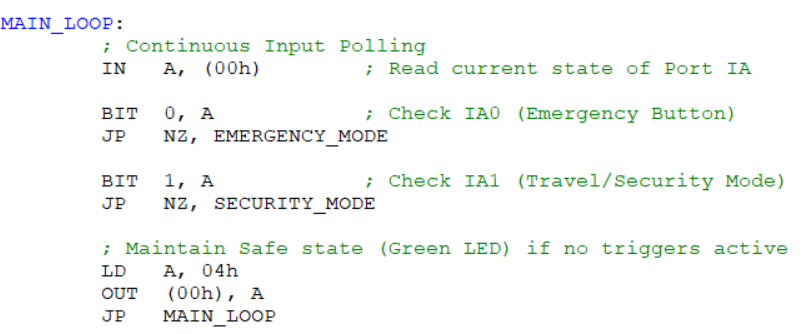 MAIN_LOOP:
; Continuous Input Polling
IN A, (00h) ; Read current state of Port IA
BIT 0, A ; Check IA0 (Emergency Button)
JP NZ, EMERGENCY_MODE
BIT 1, A ; Check IA1 (Travel/Security Mode)
JP NZ, SECURITY_MODE
; Maintain Safe state (Green LED) if no triggers active
LD A, 04h
OUT (00h), A
JP MAIN_LOOP